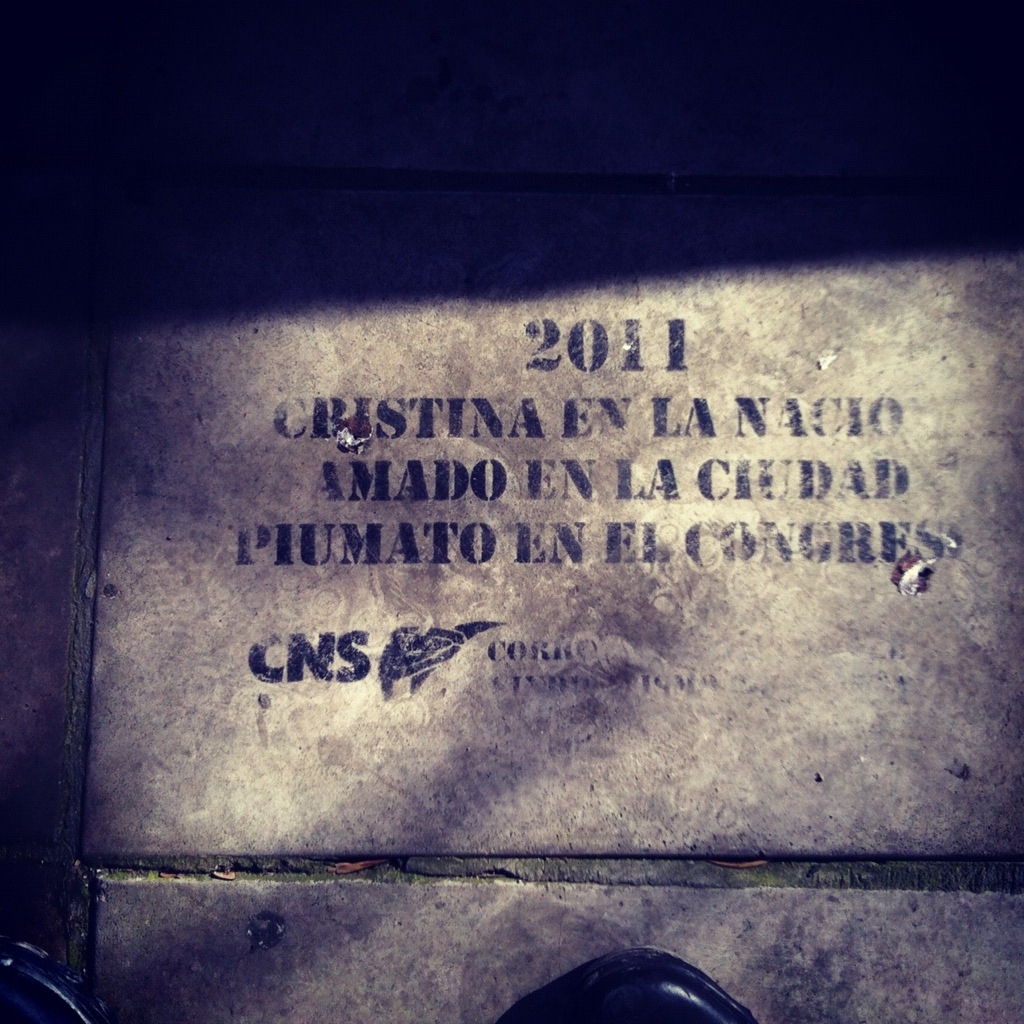 2011
CRISTINA EN LA NACIO
AMADO EN LA CIUDAD
PIUMATO EN EL CONGRES
CNS